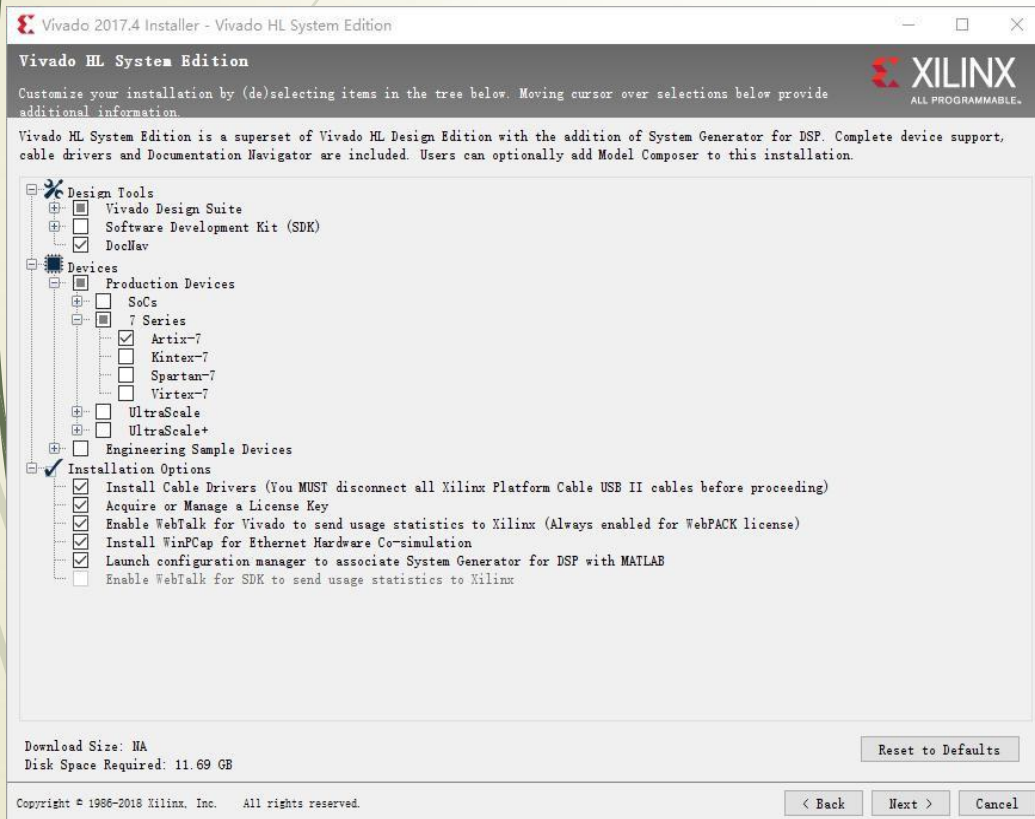 Vivado 2017.4 Installer - Vivado HL System Edition
Vivado HL System Edition
Customize your installation by (de)selecting items in the tree below. Moving cursor over selections below provide
additional information.
XILINX
ALL PROGRAMMABLE.
Vivado HL System Edition is a superset of Vivado HL Design Edition with the addition of System Generator for DSP. Complete device support,
cable drivers and Documentation Navigator are included. Users can optionally add Model Composer to this installation.
Design Tools
Vivado Design Suite
Software Development Kit (SDK)
DocNav
Devices
Production Devices
SoCs
7 Series
Artix-7
Kintex-7
Spartan-7
Virtex-7
UltraScale
UltraScale+
Engineering Sample Devices
Installation Options
Install Cable Drivers (You MUST disconnect all Xilinx Platform Cable USB II cables before proceeding)
Acquire or Manage a License Key
Enable WebTalk for Vivado to send usage statistics to Xilinx (Always enabled for WebPACK license)
Install WinPCap for Ethernet Hardware Co-simulation
Launch configuration manager to associate System Generator for DSP with MATLAB
Enable WebTalk for SDK to send usage statistics to Xilinx
Download Size: NA
Disk Space Required: 11.69 GB
Reset to Defaults
Copyright © 1986-2018 Xilinx, Inc. All rights reserved.
< Back
Next >
Cancel